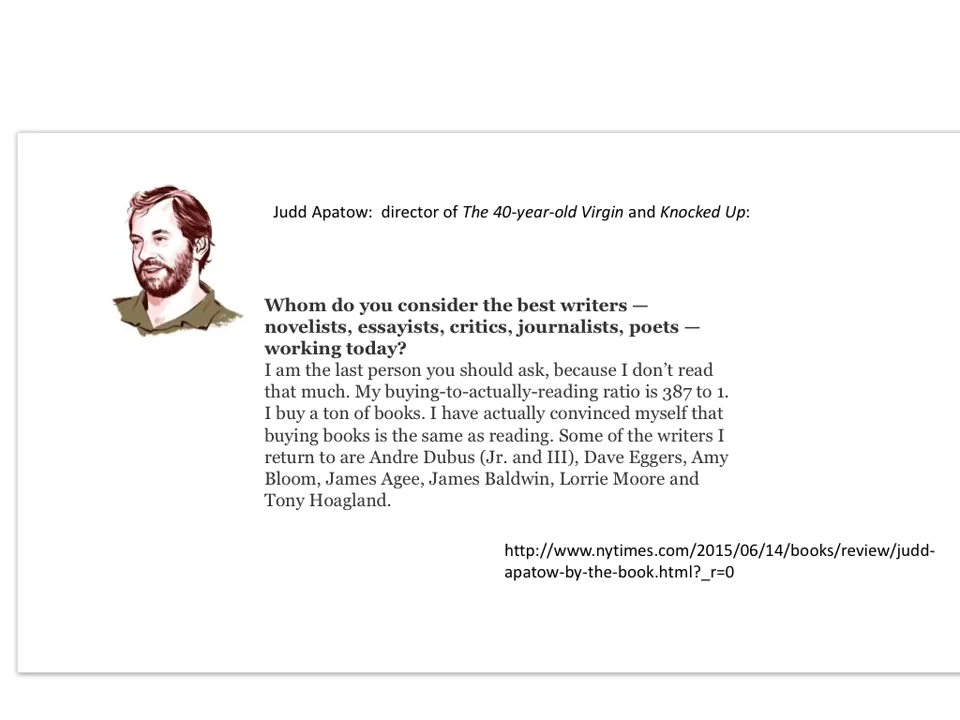 Judd Apatow:  director of The 40-year-old Virgin and Knocked Up:
Whom do you consider the best writers —
novelists, essayists, critics, journalists, poets —
working today?
I am the last person you should ask, because I don’t read
that much. My buying-to-actually-reading ratio is 387 to 1.
I buy a ton of books. I have actually convinced myself that
buying books is the same as reading. Some of the writers I
return to are Andre Dubus (Jr. and III), Dave Eggers, Amy
Bloom, James Agee, James Baldwin, Lorrie Moore and
Tony Hoagland.
http://www.nytimes.com/2015/06/14/books/review/judd-
apatow-by-the-book.html?_r=0